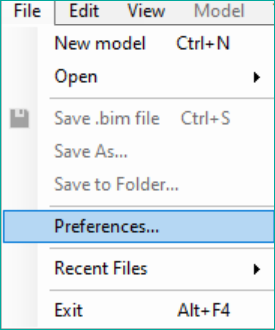 File Edit View Model
New model Ctrl+N
Open
Save .bim file Ctrl+S
Save As...
Save to Folder...
Preferences...
Recent Files
Exit Alt+F4